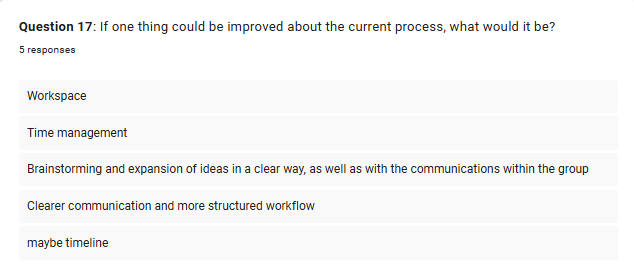 Question 17: If one thing could be improved about the current process, what would it be?
5 responses
Workspace
Time management
Brainstorming and expansion of ideas in a clear way, as well as with the communications within the group
Clearer communication and more structured workflow
maybe timeline